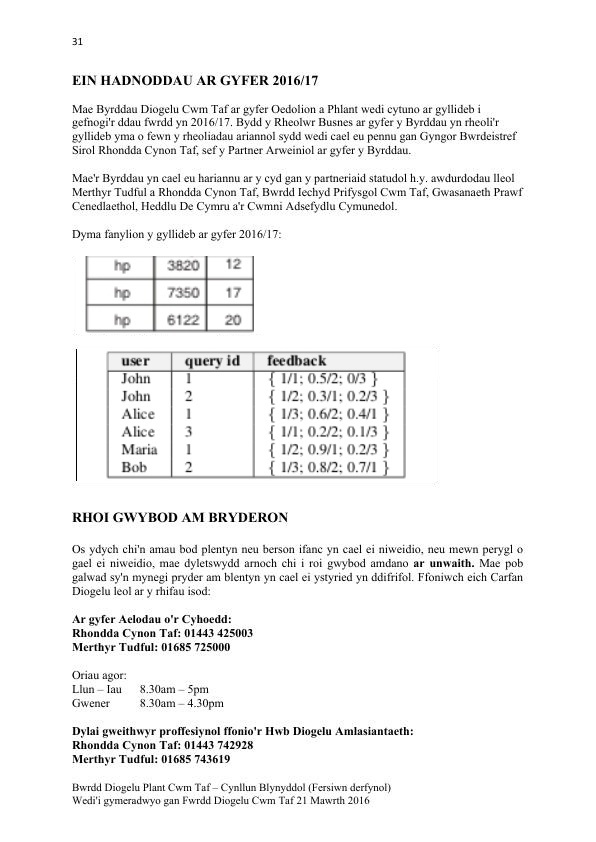 31
EIN HADNODDAU AR GYFER 2016/17
Mae Byrddau Diogelu Cwm Taf ar gyfer Oedolion a Phlant wedi cytuno ar gyllideb i
gefnogi'r ddau fwrdd yn 2016/17. Bydd y Rheolwr Busnes ar gyfer y Byrddau yn rheoli'r
gyllideb yma o fewn y rheoliadau ariannol sydd wedi cael eu pennu gan Gyngor Bwrdeistref
Sirol Rhondda Cynon Taf, sef y Partner Arweiniol ar gyfer y Byrddau.
Mae'r Byrddau yn cael eu hariannu ar y cyd gan y partneriaid statudol h.y. awdurdodau lleol
Merthyr Tudful a Rhondda Cynon Taf, Bwrdd Iechyd Prifysgol Cwm Taf, Gwasanaeth Prawf
Cenedlaethol, Heddlu De Cymru a'r Cwmni Adsefydlu Cymunedol.
Dyma fanylion y gyllideb ar gyfer 2016/17:
hp 3820 12
hp 7350 17
hp 6122 20
user query id feedback
John 1 { 1/1; 0.5/2; 0/3 }
John 2 { 1/2; 0.3/1; 0.2/3 }
Alice 1 { 1/3; 0.6/2; 0.4/1 }
Alice 3 { 1/1; 0.2/2; 0.1/3 }
Maria 1 { 1/2; 0.9/1; 0.2/3 }
Bob 2 { 1/3; 0.8/2; 0.7/1 }
RHOI GWYBOD AM BRYDERON
Os ydych chi'n amau bod plentyn neu berson ifanc yn cael ei niweidio, neu mewn perygl o
gael ei niweidio, mae dyletswydd arnoch chi i roi gwybod amdano ar unwaith. Mae pob
galwad sy'n mynegi pryder am blentyn yn cael ei ystyried yn ddifrifol. Ffoniwch eich Carfan
Diogelu leol ar y rhifau isod:
Ar gyfer Aelodau o'r Cyhoedd:
Rhondda Cynon Taf: 01443 425003
Merthyr Tudful: 01685 725000
Oriau agor:
Llun – Iau 8.30am – 5pm
Gwener 8.30am – 4.30pm
Dylai gweithwyr proffesiynol ffonio'r Hwb Diogelu Amlasiantaeth:
Rhondda Cynon Taf: 01443 742928
Merthyr Tudful: 01685 743619
Bwrdd Diogelu Plant Cwm Taf – Cynllun Blynyddol (Fersiwn derfynol)
Wedi'i gymeradwyo gan Fwrdd Diogelu Cwm Taf 21 Mawrth 2016